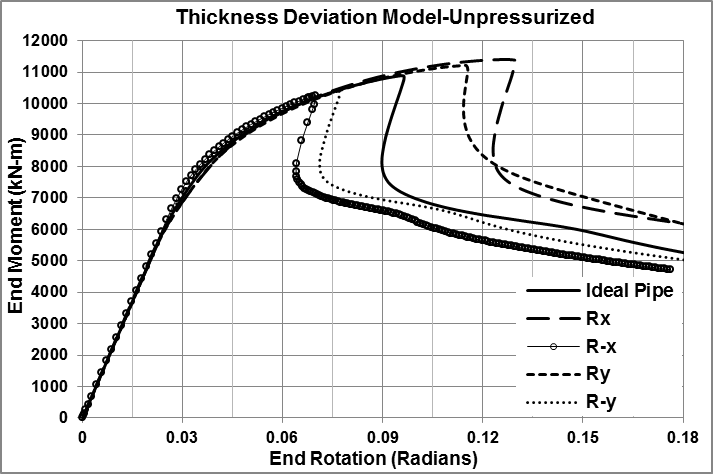 Thickness Deviation Model-Unpressurized
End Moment (kN-m)
12000
11000
10000
9000
8000
7000
6000
5000
4000
3000
2000
1000
0
Ideal Pipe
Rx
R-x
Ry
R-y
0 0.03 0.06 0.09 0.12 0.15 0.18
End Rotation (Radians)